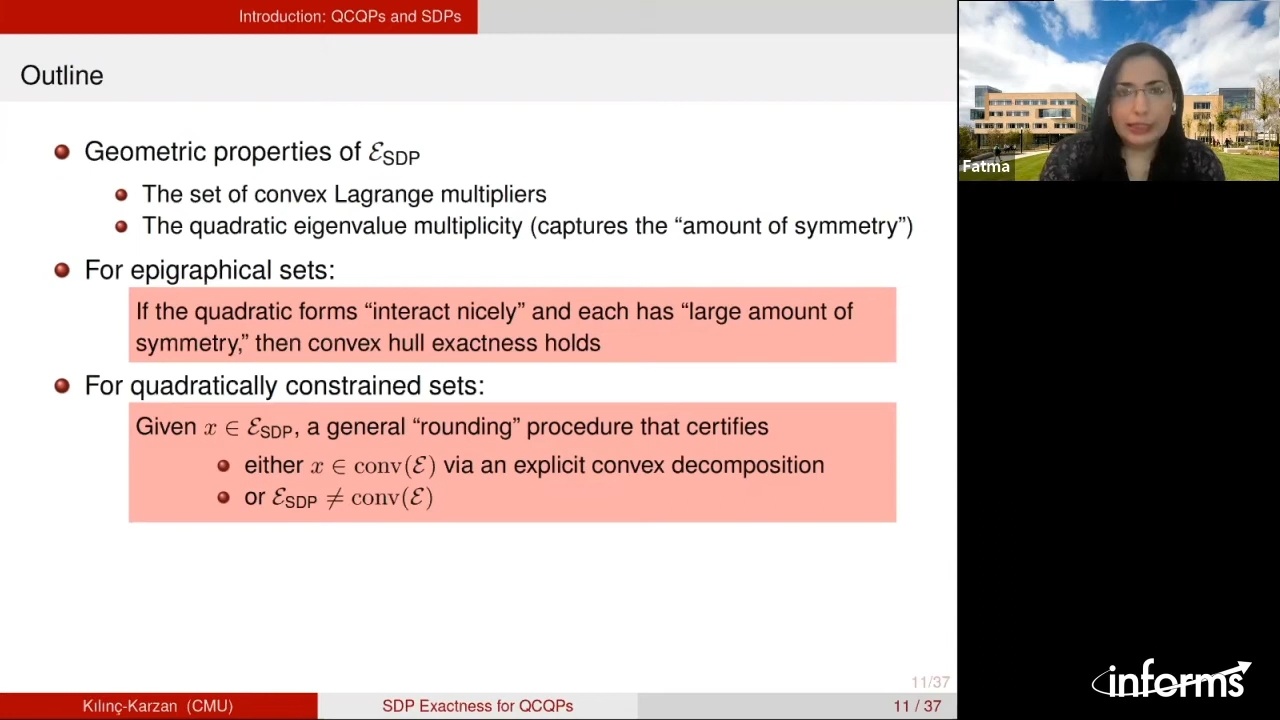 Introduction: QCQPs and SDPs
Outline
Geometric properties of ℰ_SDP
The set of convex Lagrange multipliers
The quadratic eigenvalue multiplicity (captures the “amount of symmetry”)
For epigraphical sets:
If the quadratic forms “interact nicely” and each has “large amount of
symmetry,” then convex hull exactness holds
For quadratically constrained sets:
Given x ∈ ℰ_SDP, a general “rounding” procedure that certifies
either x ∈ conv(ℰ) via an explicit convex decomposition
or ℰ_SDP ≠ conv(ℰ)
11/37
Kılınç-Karzan (CMU)
SDP Exactness for QCQPs
11 / 37
Fatma
informs